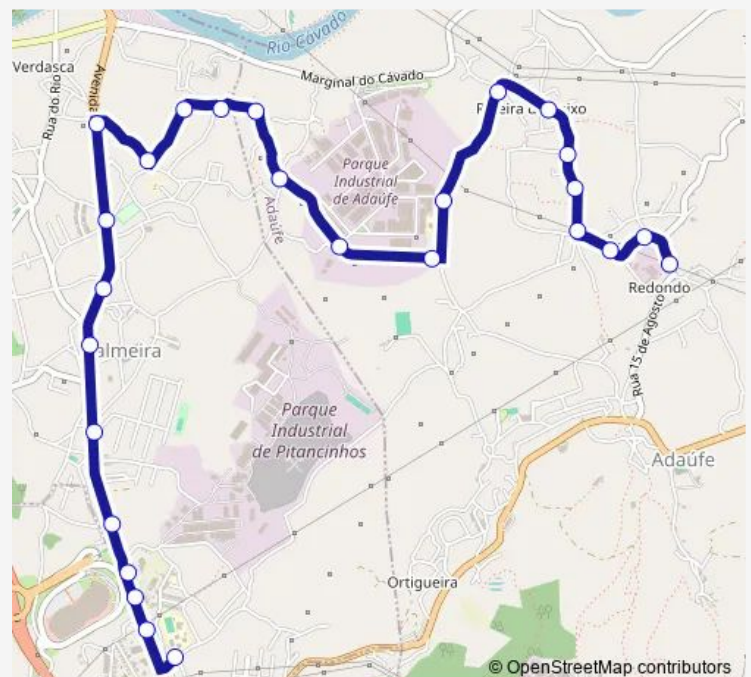 Rio Cávado
Verdasca
Avenida
Rua do Rio
Marginal do Cávado
Parque
Industrial
de Adaúfe
Adaúfe
Redondo
Rua 15 de Agosto
almeira
Parque
Industrial
de Pitancinhos
Adaúfe
Ortigueira
© OpenStreetMap contributors